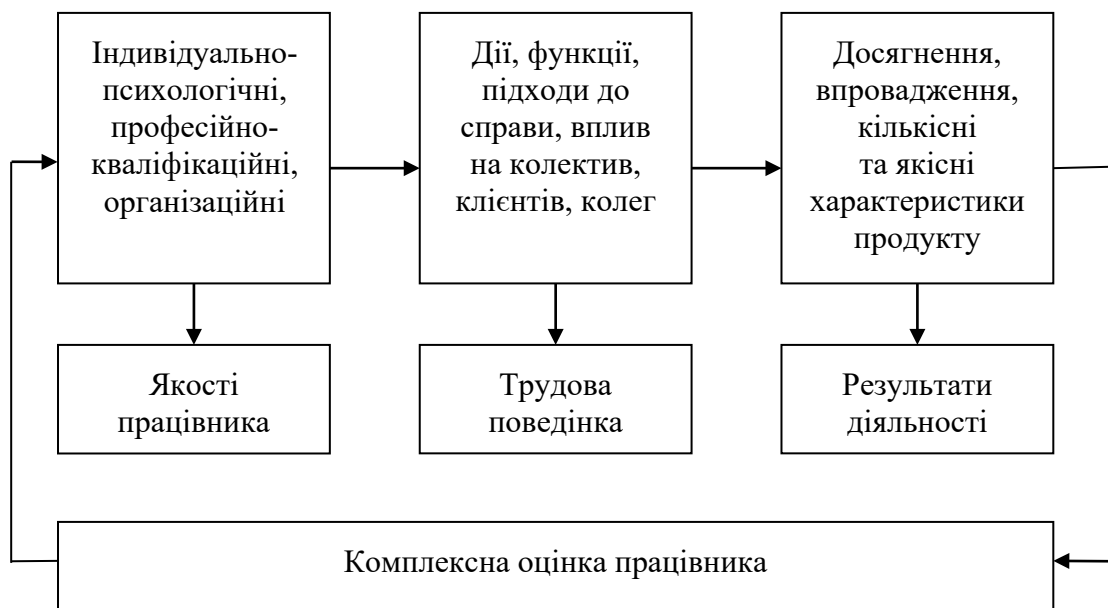 Індивідуально-
психологічні,
професійно-
кваліфікаційні,
організаційні
Дії, функції,
підходи до
справи, вплив
на колектив,
клієнтів, колег
Досягнення,
впровадження,
кількісні
та якісні
характеристики
продукту
Якості
працівника
Трудова
поведінка
Результати
діяльності
Комплексна оцінка працівника